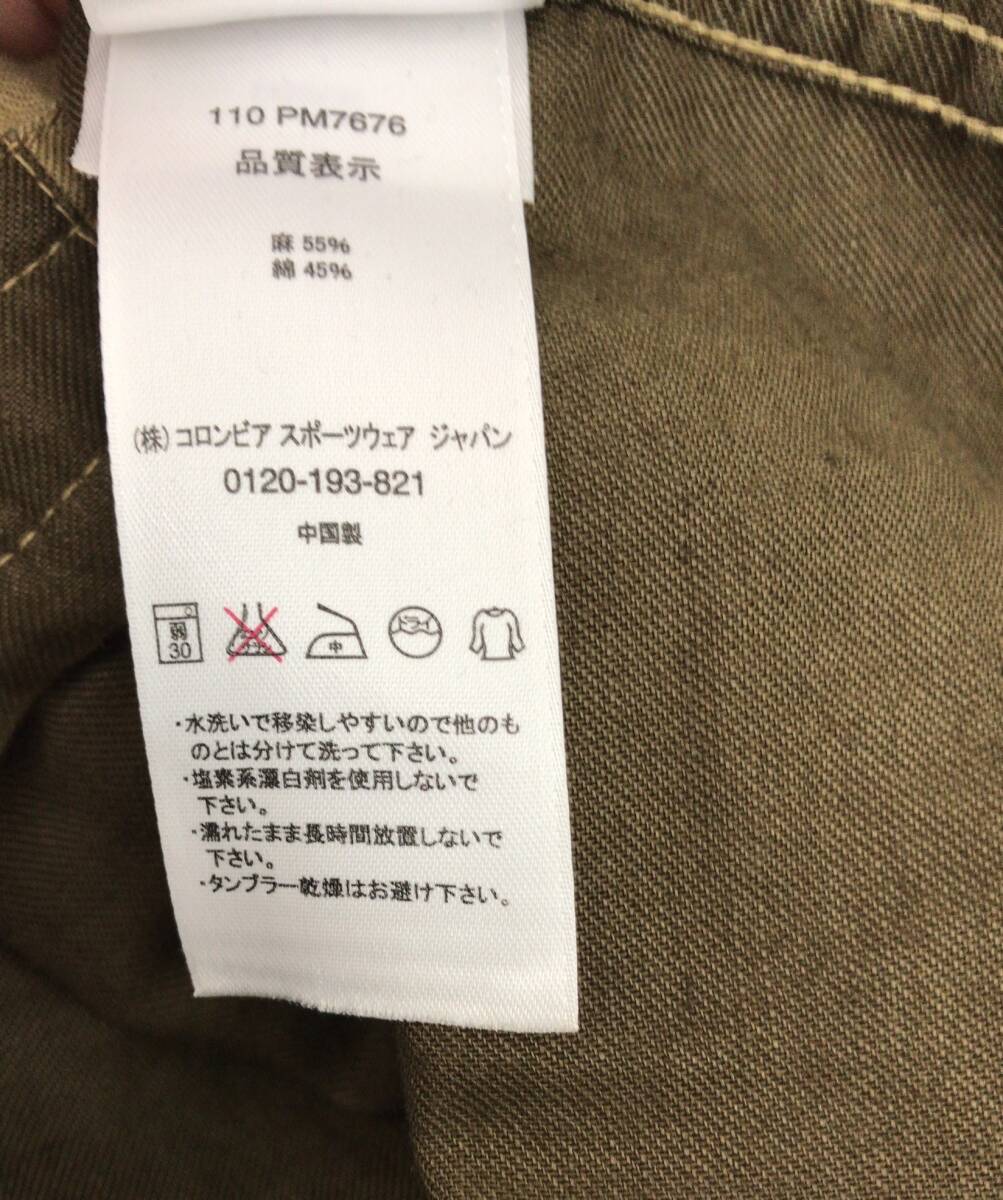 110 PM7676
品質表示
麻 55%
綿 45%
(株)コロンビア スポーツウェア ジャパン
0120-193-821
中国製
弱
30
中
ドライ
・水洗いで移染しやすいので他のも
のとは分けて洗って下さい。
・塩素系漂白剤を使用しないで
下さい。
・濡れたまま長時間放置しないで
下さい。
・タンブラー乾燥はお避け下さい。